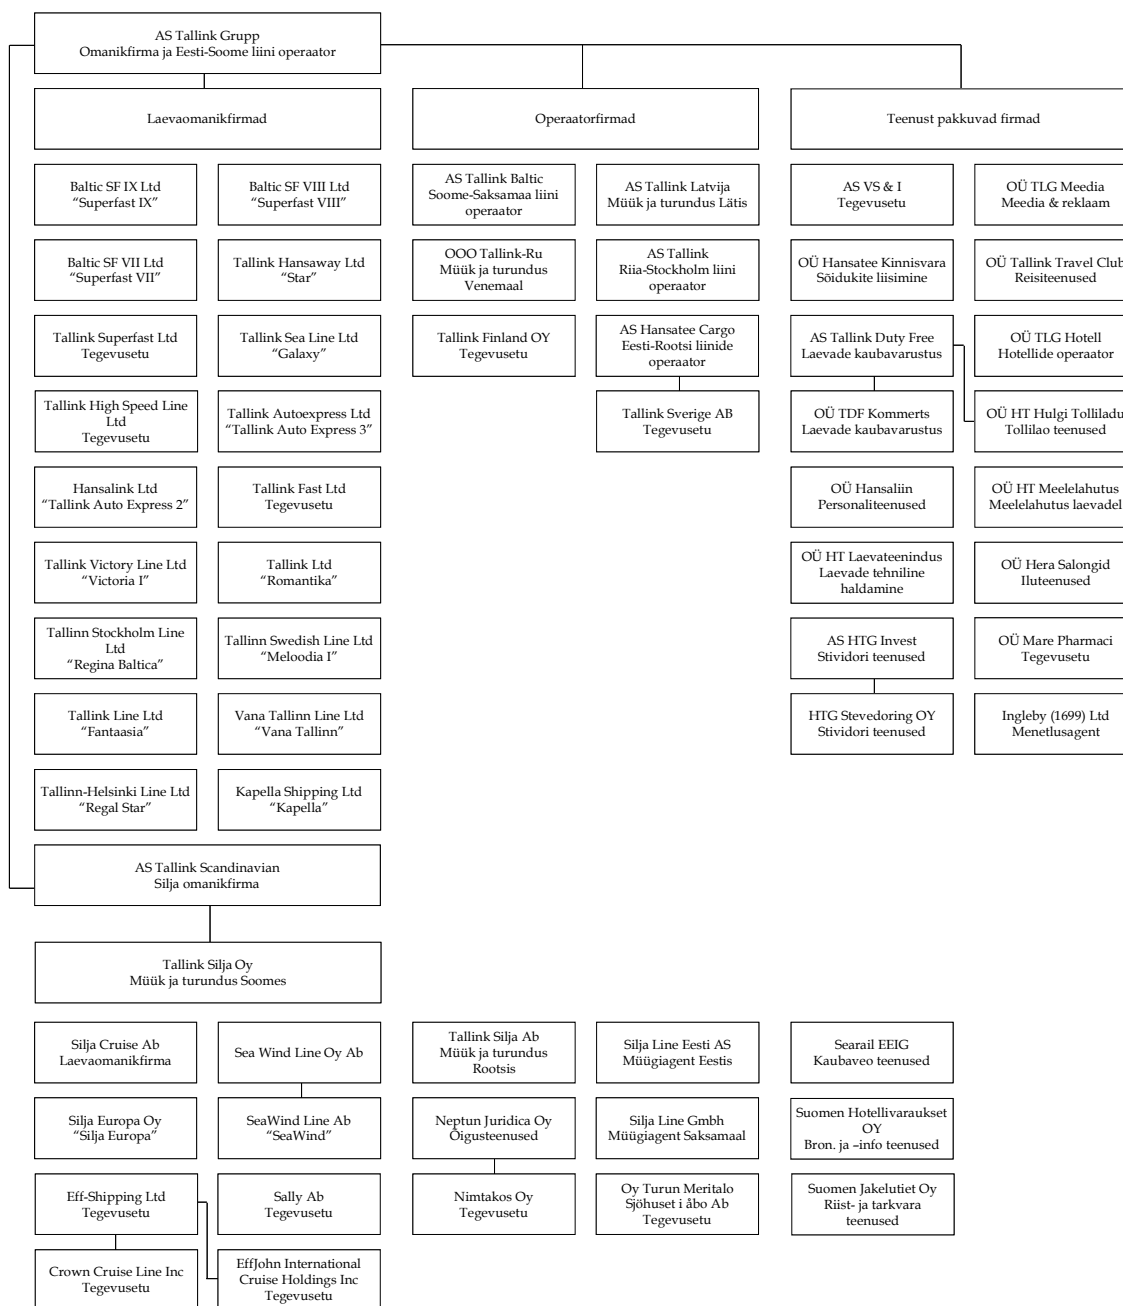 AS Tallink Grupp
Omanikfirma ja Eesti-Soome liini operaator
Laevaomanikfirmad
Operaatorfirmad
Teenust pakkuvad firmad
Baltic SF IX Ltd
“Superfast IX”
Baltic SF VIII Ltd
“Superfast VIII”
AS Tallink Baltic
Soome-Saksamaa liini
operaator
AS Tallink Latvija
Müük ja turundus Lätis
AS VS & I
Tegevusetu
OÜ TLG Meedia
Meedia & reklaam
Baltic SF VII Ltd
“Superfast VII”
Tallink Hansaway Ltd
“Star”
OOO Tallink-Ru
Müük ja turundus
Venemaal
AS Tallink
Riia-Stockholm liini
operaator
OÜ Hansatee Kinnisvara
Sõidukite liisimine
OÜ Tallink Travel Club
Reisiteenused
Tallink Superfast Ltd
Tegevusetu
Tallink Sea Line Ltd
“Galaxy”
Tallink Finland OY
Tegevusetu
AS Hansatee Cargo
Eesti-Rootsi liinide
operaator
AS Tallink Duty Free
Laevade kaubavarustus
OÜ TLG Hotell
Hotellide operaator
Tallink High Speed Line
Ltd
Tegevusetu
Tallink Autoexpress Ltd
“Tallink Auto Express 3”
Tallink Sverige AB
Tegevusetu
OÜ TDF Kommerts
Laevade kaubavarustus
OÜ HT Hulgi Tolliladu
Tollilao teenused
Hansalink Ltd
“Tallink Auto Express 2”
Tallink Fast Ltd
Tegevusetu
OÜ Hansaliin
Personaliteenused
OÜ HT Meelelahutus
Meelelahutus laevadel
Tallink Victory Line Ltd
“Victoria I”
Tallink Ltd
“Romantika”
OÜ HT Laevateenindus
Laevade tehniline
haldamine
OÜ Hera Salongid
Iluteenused
Tallinn Stockholm Line
Ltd
“Regina Baltica”
Tallinn Swedish Line Ltd
“Meloodia I”
AS HTG Invest
Stividori teenused
OÜ Mare Pharmaci
Tegevusetu
Tallink Line Ltd
“Fantaasia”
Vana Tallinn Line Ltd
“Vana Tallinn”
HTG Stevedoring OY
Stividori teenused
Ingleby (1699) Ltd
Menetlusagent
Tallinn-Helsinki Line Ltd
“Regal Star”
Kapella Shipping Ltd
“Kapella”
AS Tallink Scandinavian
Silja omanikfirma
Tallink Silja Oy
Müük ja turundus Soomes
Silja Cruise Ab
Laevaomanikfirma
Sea Wind Line Oy Ab
Tallink Silja Ab
Müük ja turundus
Rootsis
Silja Line Eesti AS
Müügiagent Eestis
Searail EEIG
Kaubaveo teenused
Silja Europa Oy
“Silja Europa”
SeaWind Line Ab
“SeaWind”
Neptun Juridica Oy
Õigusteenused
Silja Line Gmbh
Müügiagent Saksamaal
Suomen Hotellivaraukset
OY
Bron. ja –info teenused
Eff-Shipping Ltd
Tegevusetu
Sally Ab
Tegevusetu
Nimtakos Oy
Tegevusetu
Oy Turun Meritalo
Sjöhuset i åbo Ab
Tegevusetu
Suomen Jakelutiet Oy
Riist- ja tarkvara
teenused
Crown Cruise Line Inc
Tegevusetu
EffJohn International
Cruise Holdings Inc
Tegevusetu